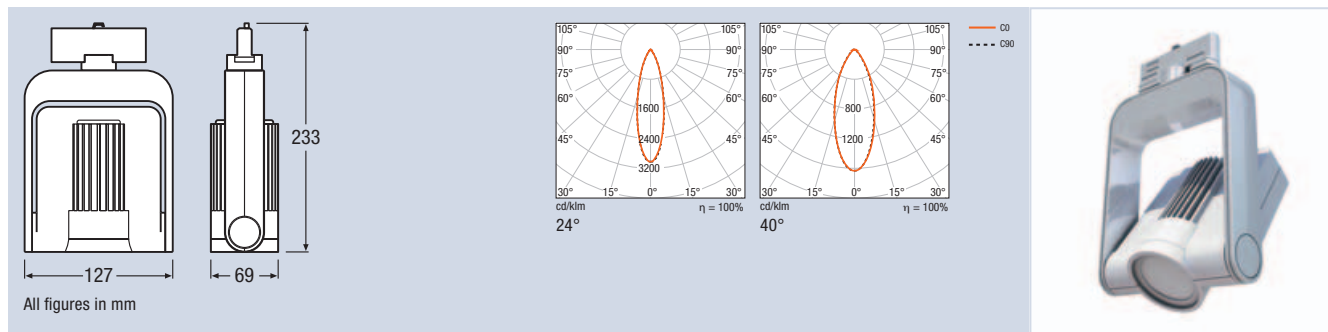 233
127
69
All figures in mm
105° 105°
90° 90°
75° 75°
60° 60°
1600
45° 2400 45°
3200
30° 15° 0° 15° 30°
cd/klm η = 100%
24°
105° 105°
90° 90°
75° 75°
60° 800 60°
1200
45° 45°
30° 15° 0° 15° 30°
cd/klm η = 100%
40°
C0
C90